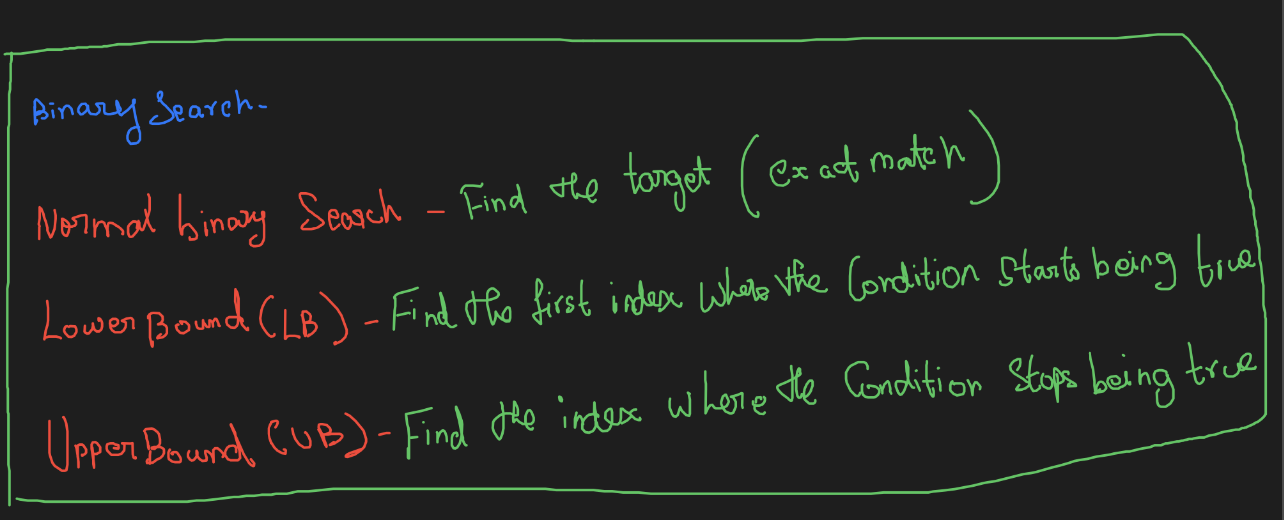 Binary Search -
Normal binary Search - Find the target (exact match)
Lower Bound (LB) - Find the first index where the Condition starts being true
Upper Bound (UB) - Find the index where the Condition stops being true